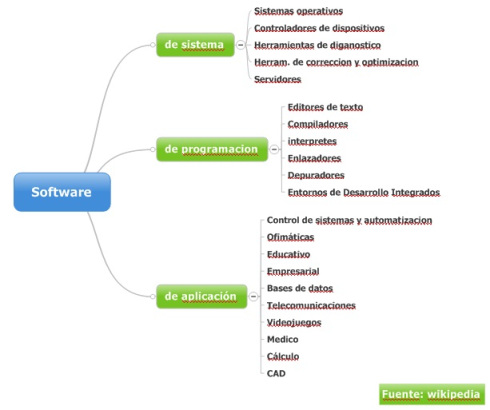 Software
de sistema
Sistemas operativos
Controladores de dispositivos
Herramientas de diganostico
Herram. de correccion y optimizacion
Servidores
de programacion
Editores de texto
Compiladores
interpretes
Enlazadores
Depuradores
Entornos de Desarrollo Integrados
de aplicación
Control de sistemas y automatizacion
Ofimáticas
Educativo
Empresarial
Bases de datos
Telecomunicaciones
Videojuegos
Medico
Cálculo
CAD
Fuente: wikipedia